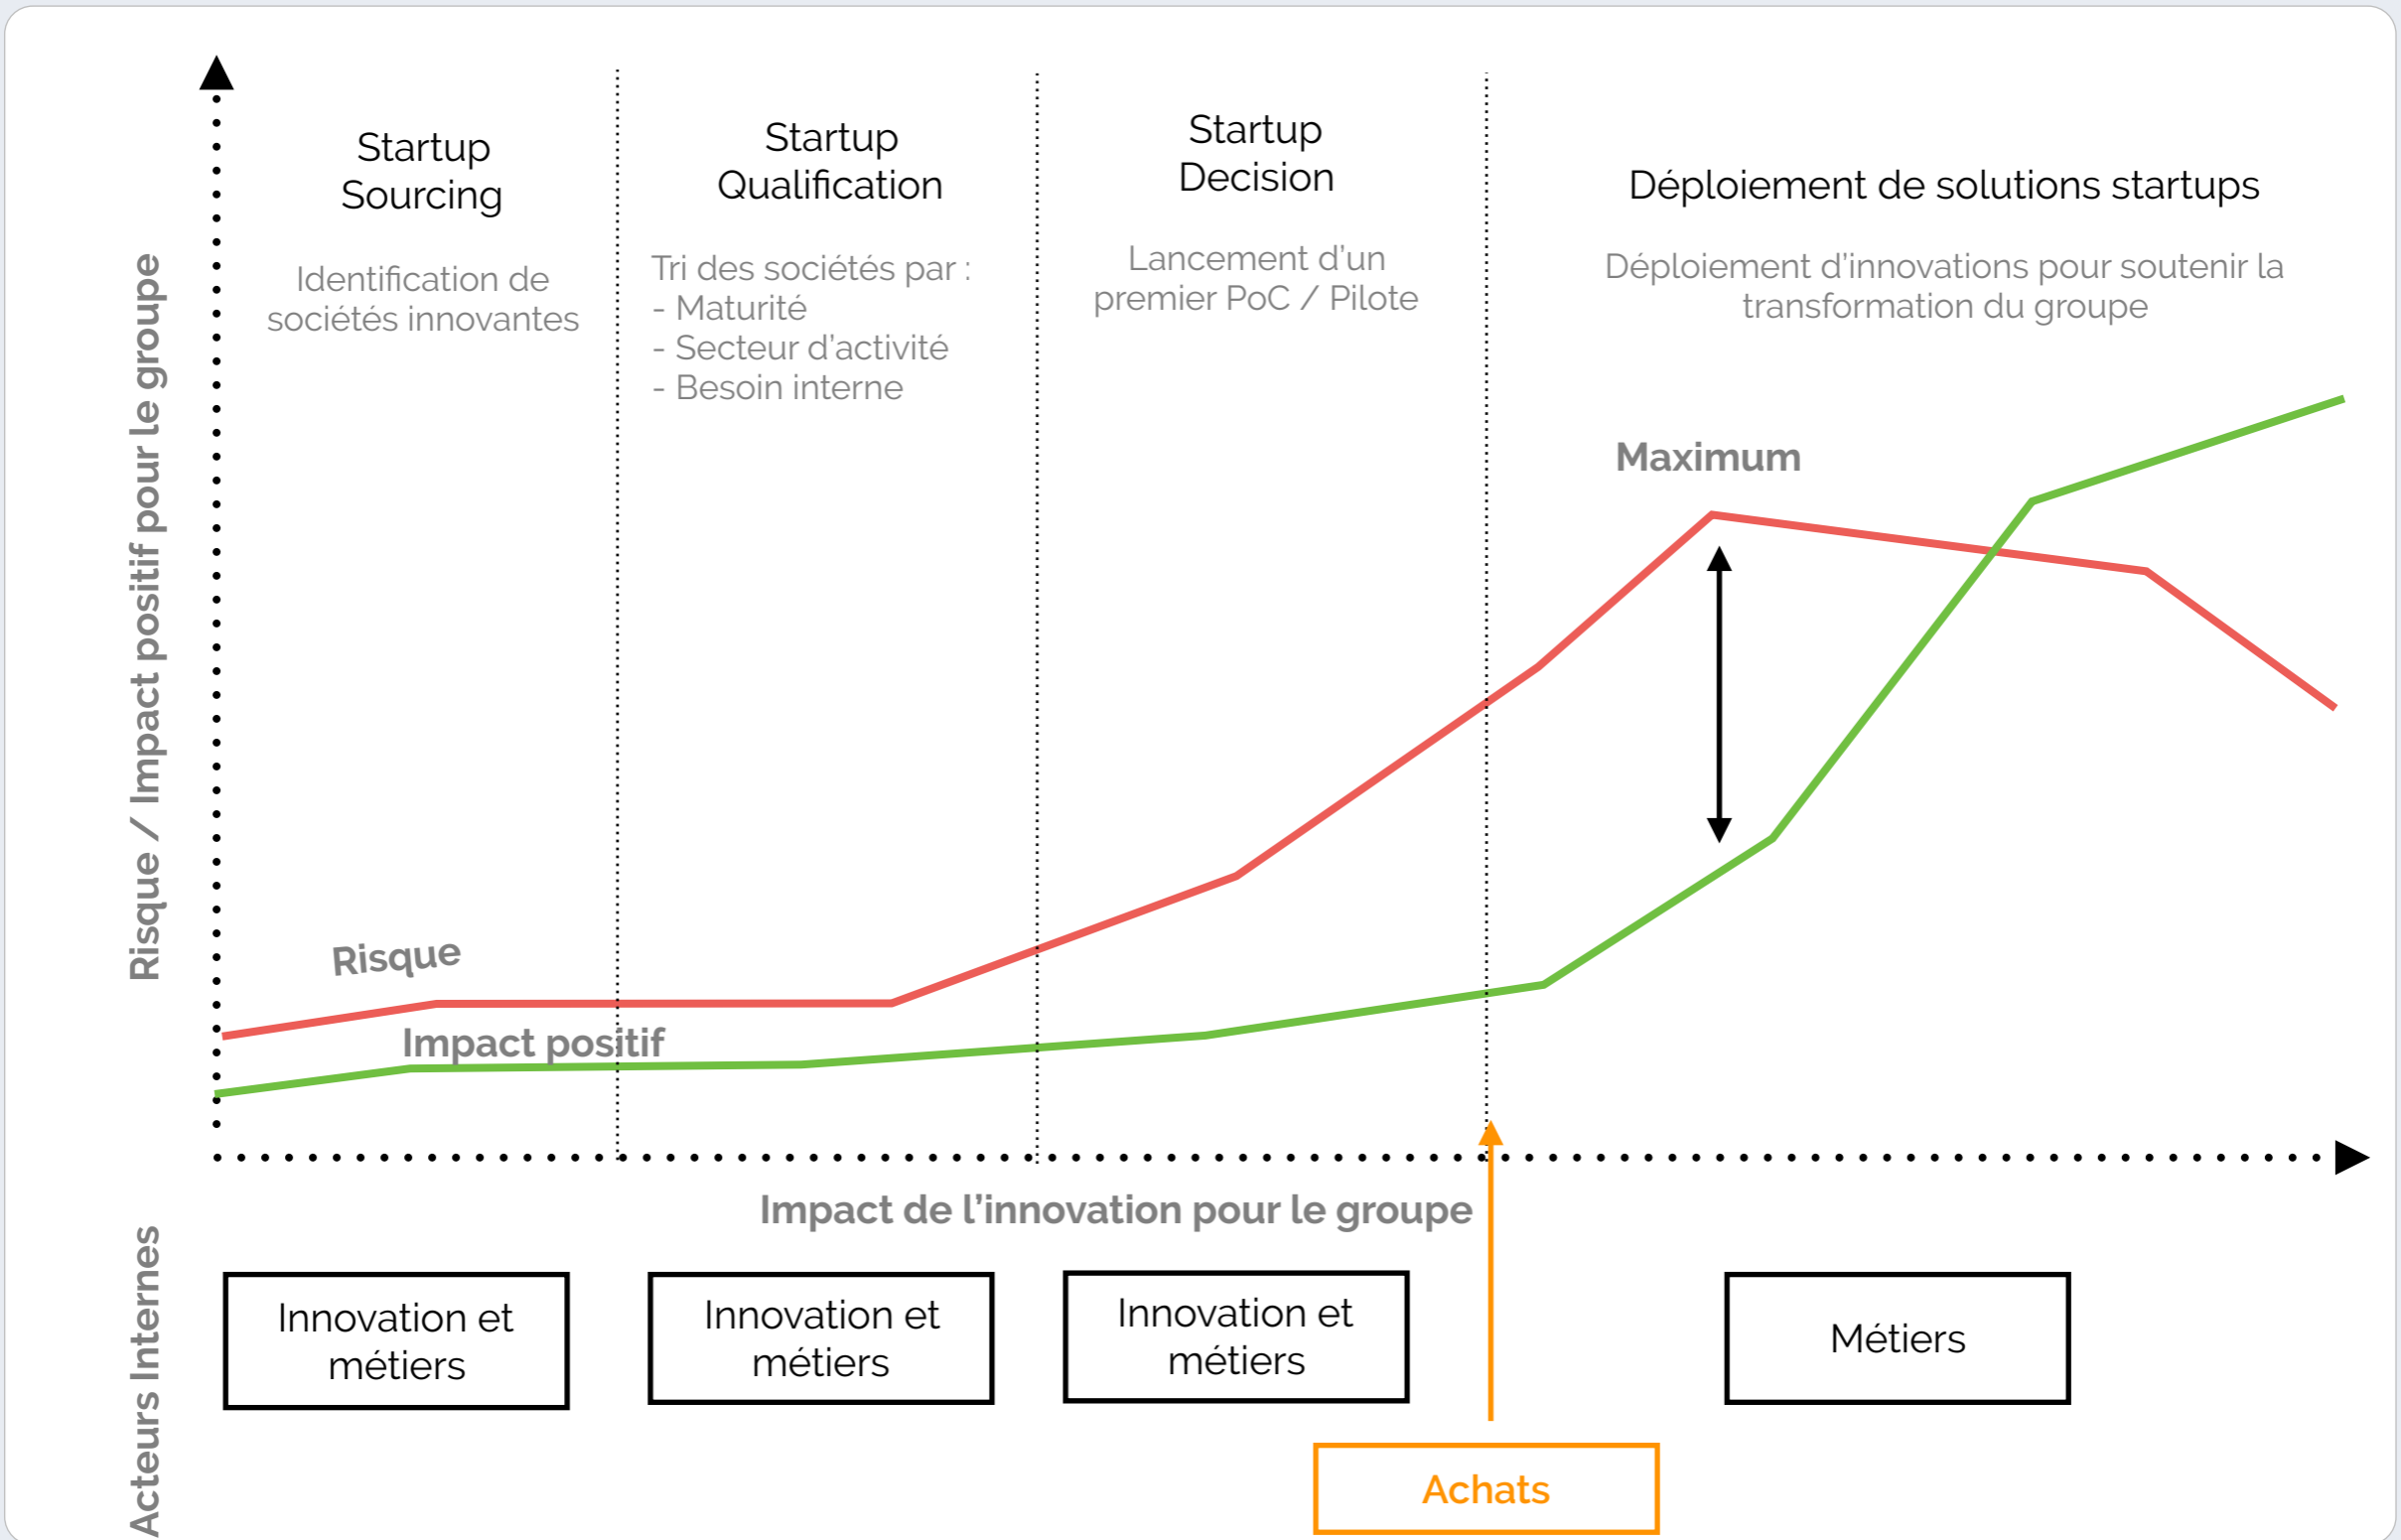 Risque / Impact positif pour le groupe
Startup
Sourcing
Identification de
sociétés innovantes
Startup
Qualification
Tri des sociétés par :
- Maturité
- Secteur d'activité
- Besoin interne
Startup
Decision
Lancement d'un
premier PoC / Pilote
Déploiement de solutions startups
Déploiement d'innovations pour soutenir la
transformation du groupe
Maximum
Risque
Impact positif
Impact de l'innovation pour le groupe
Acteurs Internes
Innovation et
métiers
Innovation et
métiers
Innovation et
métiers
Métiers
Achats